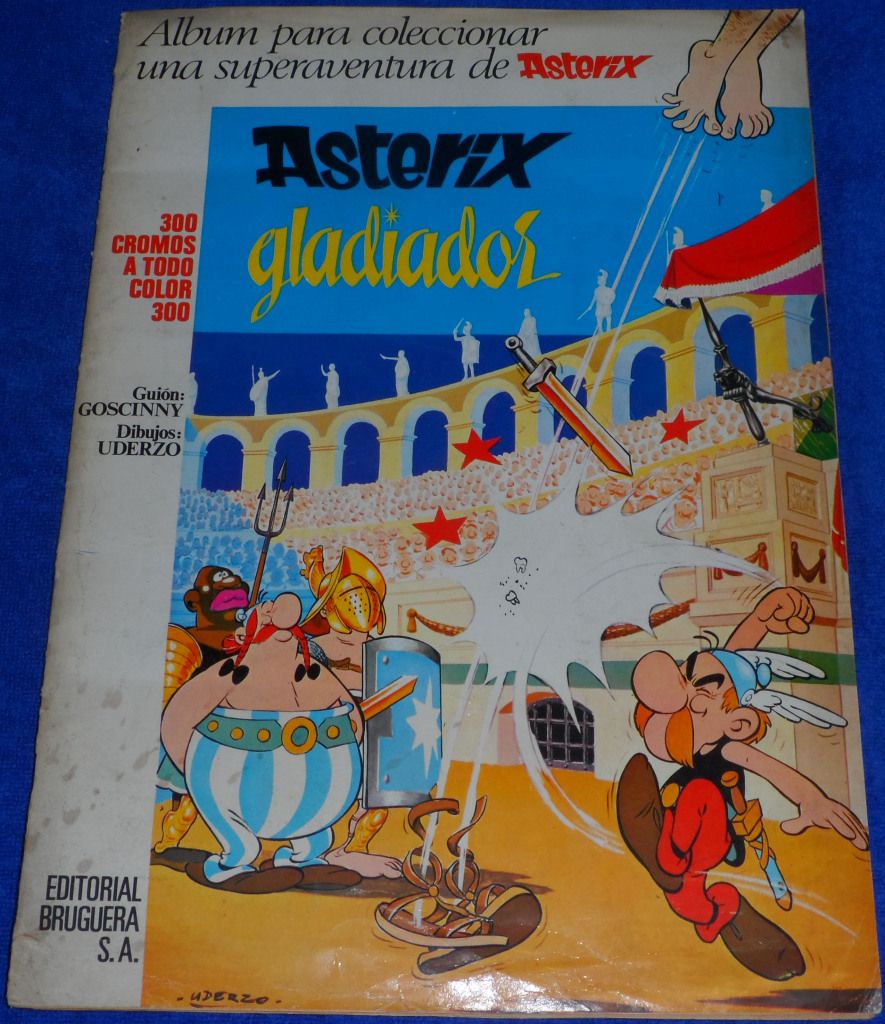 Album para coleccionar
una superaventura de Asterix
Asterix
gladiador
300
CROMOS
A TODO
COLOR
300
Guión:
GOSCINNY
Dibujos:
UDERZO
EDITORIAL
BRUGUERA
S.A.
·UDERZO·